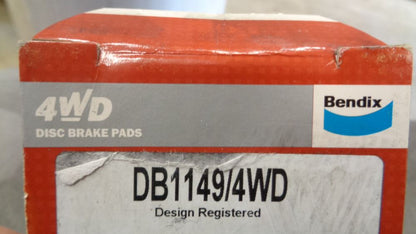 4WD
DISC BRAKE PADS
Bendix
DB1149/4WD
Design Registered